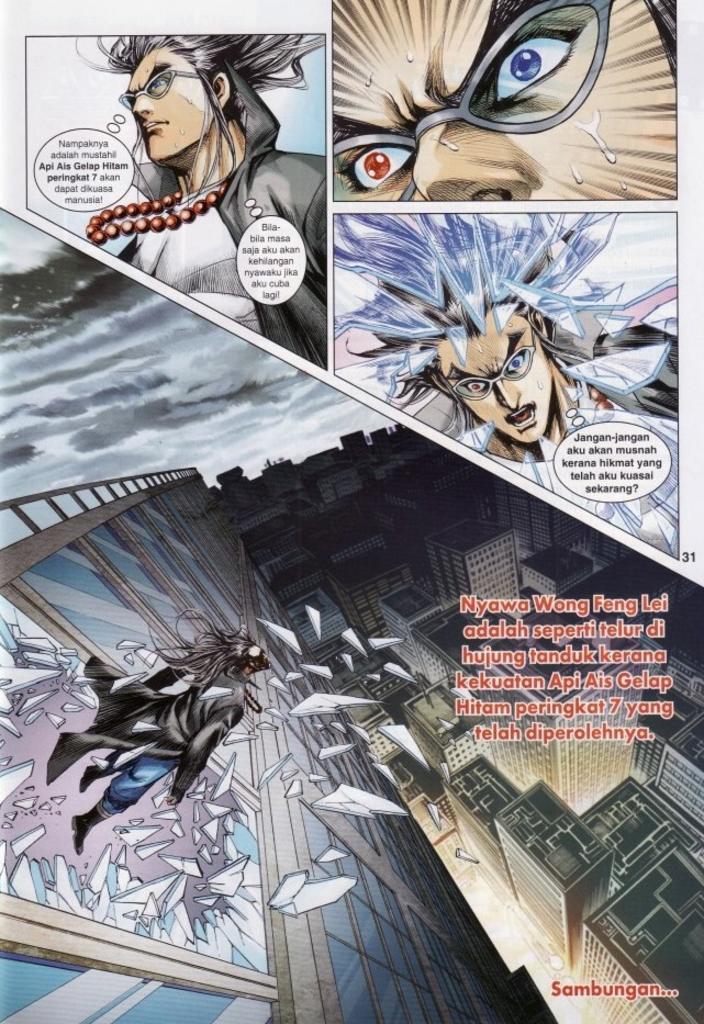 Nampaknya
adalah mustahil
Api Ais Gelap Hitam
peringkat 7 akan
dapat dikuasa
manusia!
Bila-
bila masa
saja aku akan
kehilangan
nyawaku jika
aku cuba
lagi!
Jangan-jangan
aku akan musnah
kerana hikmat yang
telah aku kuasai
sekarang?
31
Nyawa Wong Feng Lei
adalah seperti telur di
hujung tanduk kerana
kekuatan Api Ais Gelap
Hitam peringkat 7 yang
telah diperolehnya.
Sambungan...